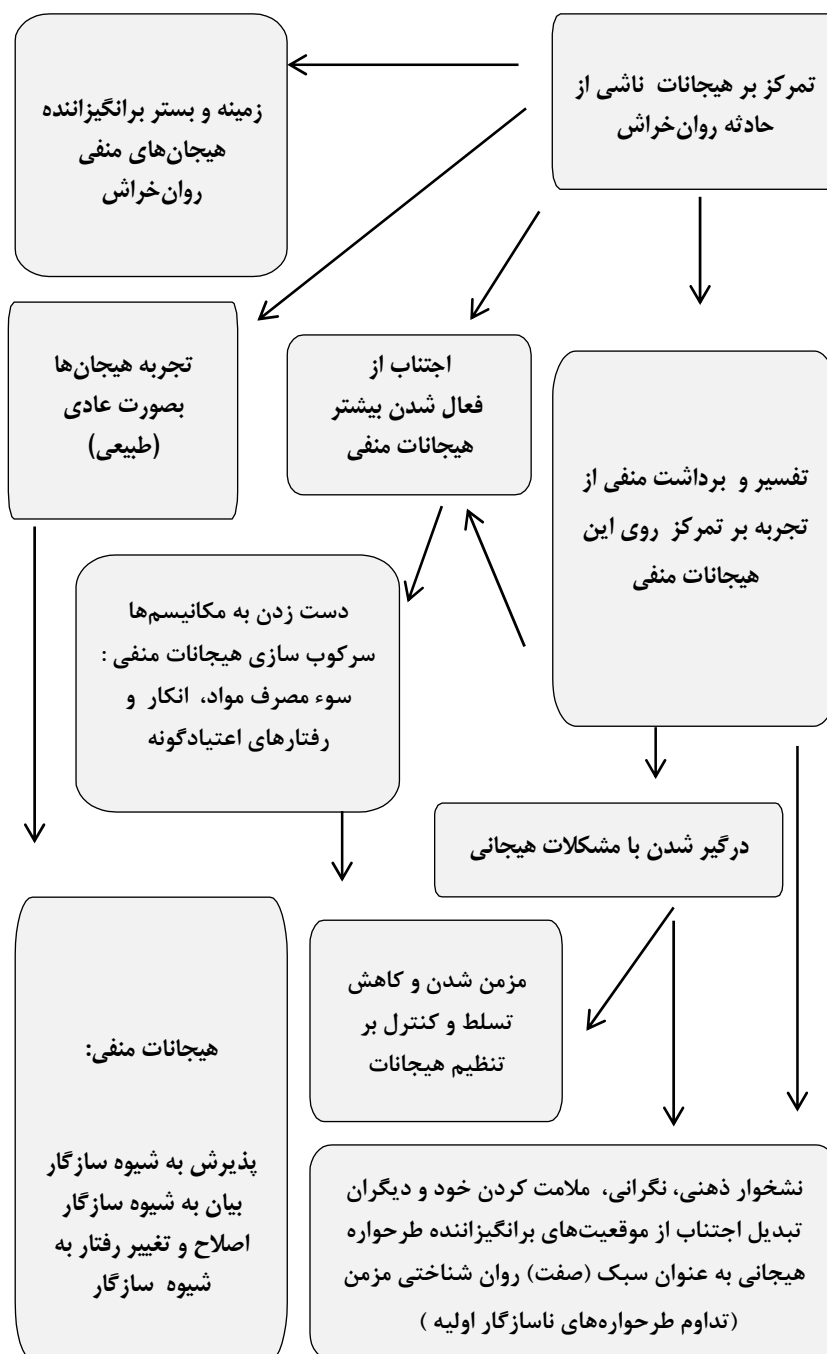 تمرکز بر هیجانات ناشی از
حادثه روان‌خراش
زمینه و بستر برانگیزاننده
هیجان‌های منفی
روان‌خراش
تجربه هیجان‌ها
بصورت عادی
(طبیعی)
اجتناب از
فعال شدن بیشتر
هیجانات منفی
تفسیر و برداشت منفی از
تجربه بر تمرکز روی این
هیجانات منفی
دست زدن به مکانیسم‌ها
سرکوب سازی هیجانات منفی :
سوء مصرف مواد، انکار و
رفتارهای اعتیادگونه
درگیر شدن با مشکلات هیجانی
مزمن شدن و کاهش
تسلط و کنترل بر
تنظیم هیجانات
هیجانات منفی:
پذیرش به شیوه سازگار
بیان به شیوه سازگار
اصلاح و تغییر رفتار به
شیوه سازگار
نشخوار ذهنی، نگرانی، ملامت کردن خود و دیگران
تبدیل اجتناب از موقعیت‌های برانگیزاننده طرحواره
هیجانی به عنوان سبک (صفت) روان شناختی مزمن
(تداوم طرحواره‌های ناسازگار اولیه )